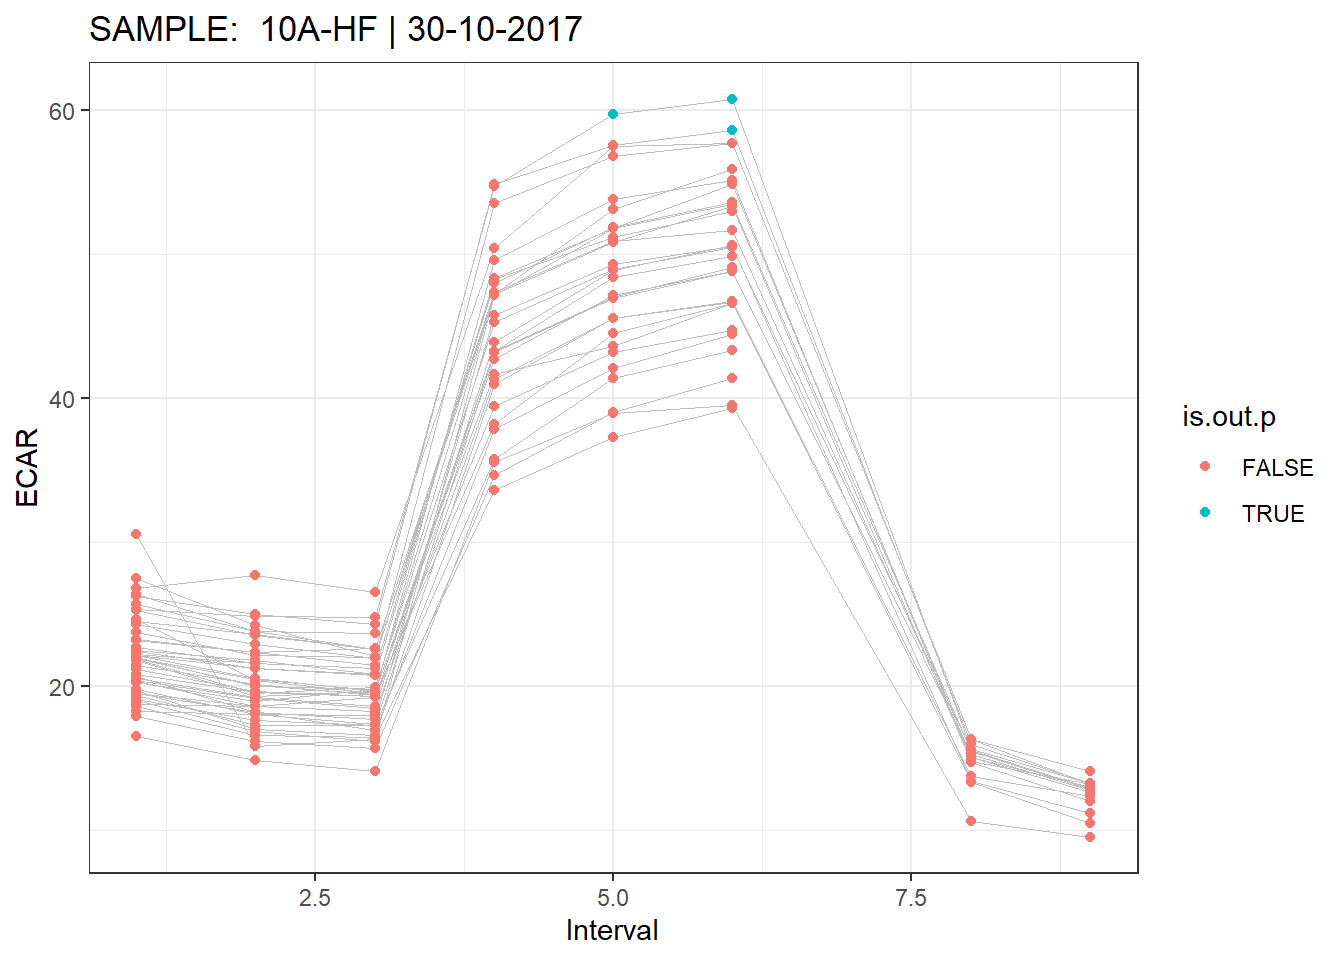 SAMPLE:  10A-HF | 30-10-2017
60
40
20
ECAR
2.5
5.0
7.5
Interval
is.out.p
FALSE
TRUE